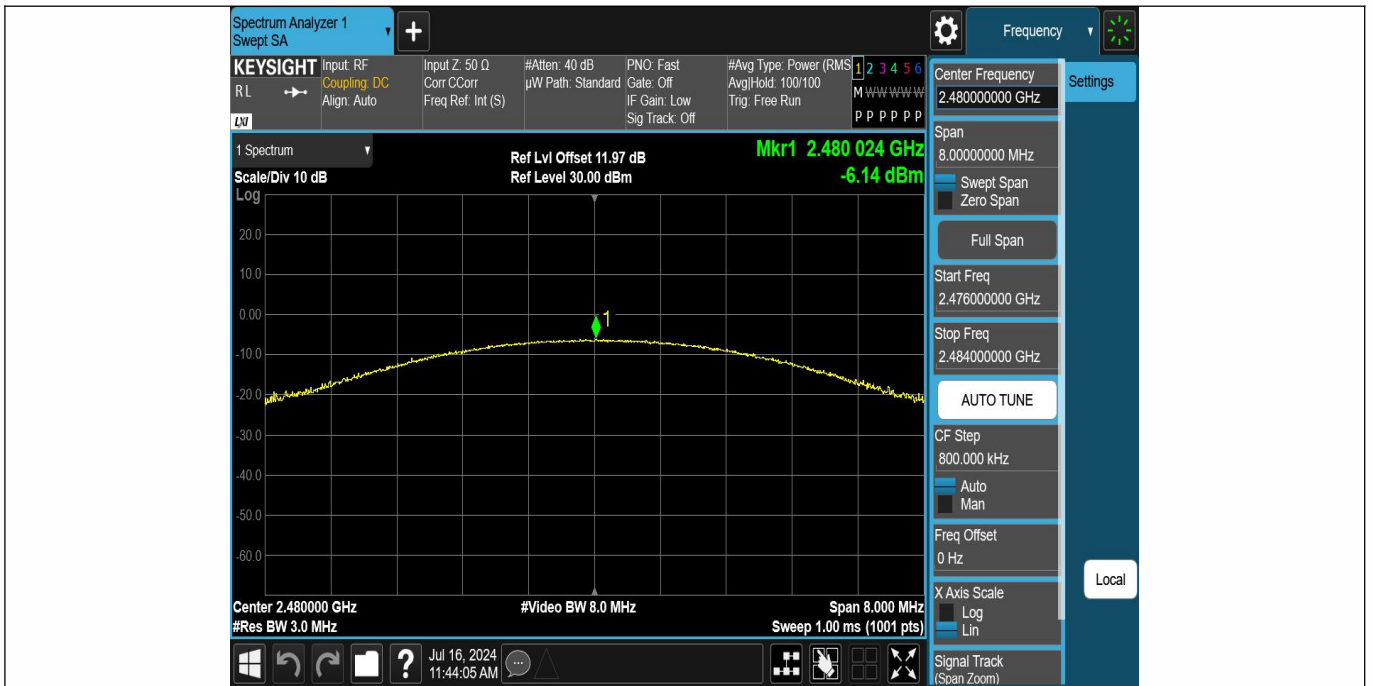 Spectrum Analyzer 1
Swept SA
Frequency
KEYSIGHT
RL
LXI
Input: RF
Coupling: DC
Align: Auto
Input Z: 50 Ω
Corr CCorr
Freq Ref: Int (S)
#Atten: 40 dB
µW Path: Standard
PNO: Fast
Gate: Off
IF Gain: Low
Sig Track: Off
#Avg Type: Power (RMS
Avg|Hold: 100/100
Trig: Free Run
1 2 3 4 5 6
M W W W W W
P P P P P P
1 Spectrum
Scale/Div 10 dB
Ref Lvl Offset 11.97 dB
Ref Level 30.00 dBm
Mkr1 2.480 024 GHz
-6.14 dBm
Log
20.0
10.0
0.00
-10.0
-20.0
-30.0
-40.0
-50.0
-60.0
1
Center 2.480000 GHz
#Video BW 8.0 MHz
Span 8.000 MHz
#Res BW 3.0 MHz
Sweep 1.00 ms (1001 pts)
Center Frequency
2.480000000 GHz
Settings
Span
8.00000000 MHz
Swept Span
Zero Span
Full Span
Start Freq
2.476000000 GHz
Stop Freq
2.484000000 GHz
AUTO TUNE
CF Step
800.000 kHz
Auto
Man
Freq Offset
0 Hz
Local
X Axis Scale
Log
Lin
Signal Track
(Span Zoom)
?
Jul 16, 2024
11:44:05 AM